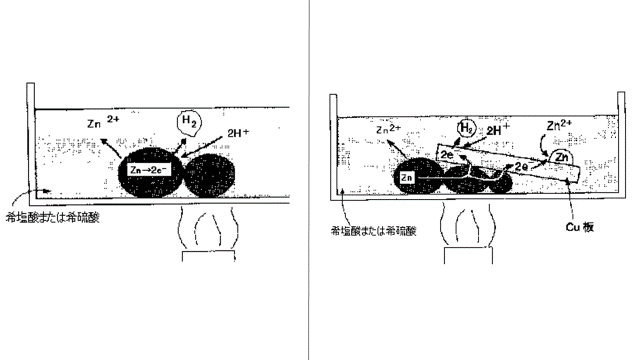 Zn 2+
H2
2H+
Zn→2e-
希塩酸または希硫酸
Zn2+
H2
2H+
Zn2+
2e
2e
Zn
Zn
Cu 板
希塩酸または希硫酸